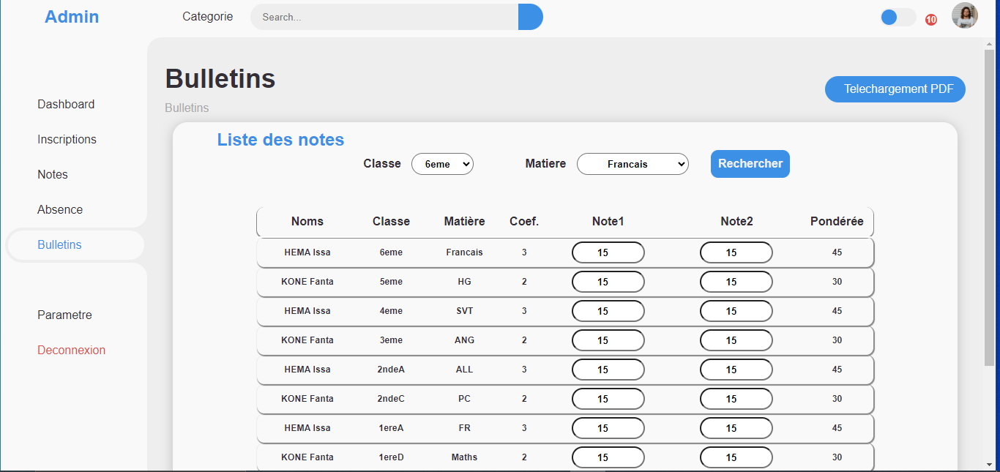 Admin
Categorie
Search...
10
Dashboard
Inscriptions
Notes
Absence
Bulletins
Parametre
Deconnexion
Bulletins
Bulletins
Telechargement PDF
Liste des notes
Classe 6eme Matiere Francais Rechercher
Noms Classe Matière Coef. Note1 Note2 Pondérée
HEMA Issa 6eme Francais 3 15 15 45
KONE Fanta 5eme HG 2 15 15 30
HEMA Issa 4eme SVT 3 15 15 45
KONE Fanta 3eme ANG 2 15 15 30
HEMA Issa 2ndeA ALL 3 15 15 45
KONE Fanta 2ndeC PC 2 15 15 30
HEMA Issa 1ereA FR 3 15 15 45
KONE Fanta 1ereD Maths 2 15 15 30